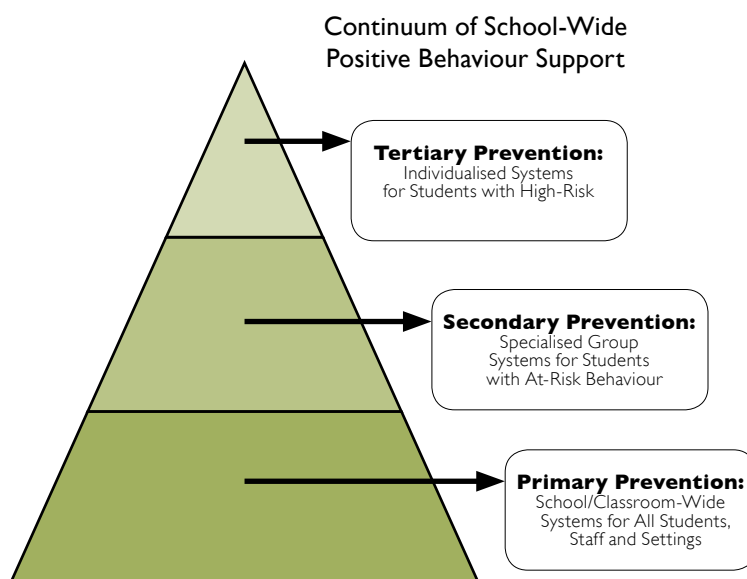 Continuum of School-Wide
Positive Behaviour Support
Tertiary Prevention:
Individualised Systems
for Students with High-Risk
Secondary Prevention:
Specialised Group
Systems for Students
with At-Risk Behaviour
Primary Prevention:
School/Classroom-Wide
Systems for All Students,
Staff and Settings